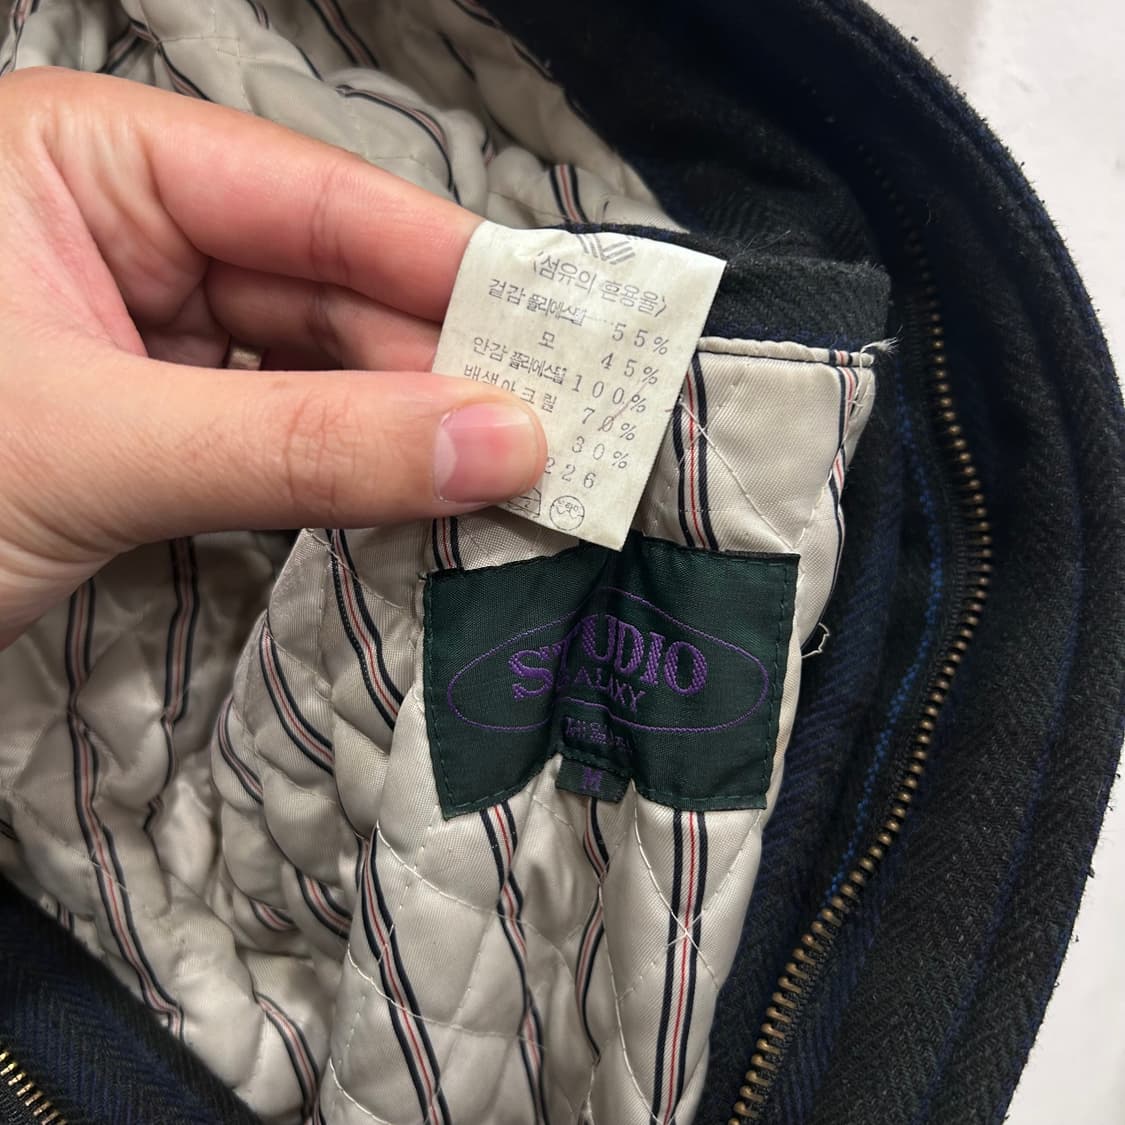 〈섬유의 혼용율〉
겉감 폴리에스텔 55%
모 45%
안감 폴리에스텔 100%
배색 아크릴 70%
30%
226
STUDIO
GALAXY
M